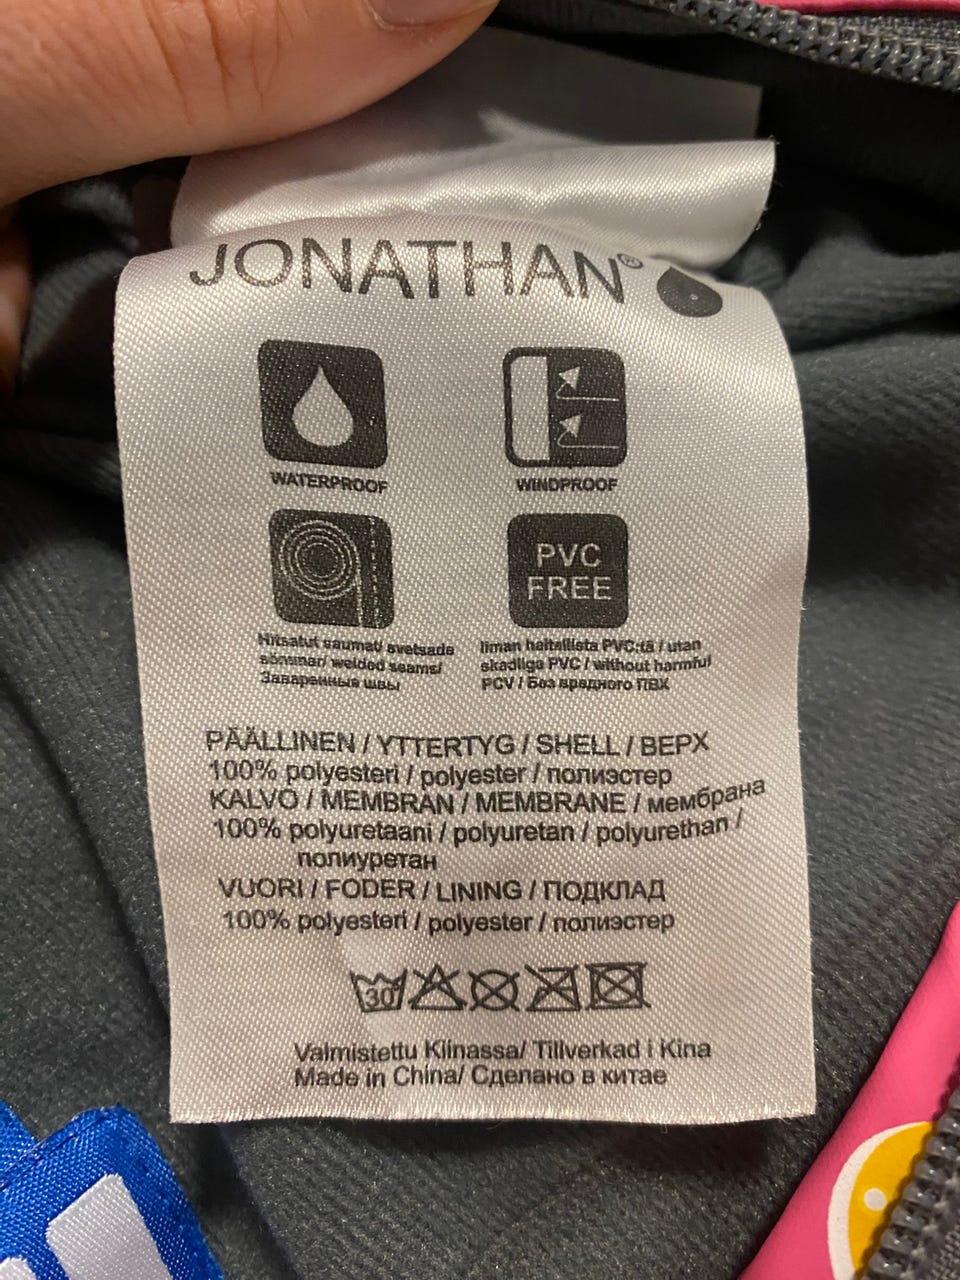 JONATHAN®
WATERPROOF
WINDPROOF
Hitsatut saumat/ svetsade
sömmar/ welded seams/
Заваренные швы
PVC
FREE
Ilman haitallista PVC:tä / utan
skadliga PVC / without harmful
PCV / Без вредного ПВХ
PÄÄLLINEN / YTTERTYG / SHELL / ВЕРХ
100% polyesteri / polyester / полиэстер
KALVO / MEMBRAN / MEMBRANE / мембрана
100% polyuretaani / polyuretan / polyurethan /
полиуретан
VUORI / FODER / LINING / ПОДКЛАД
100% polyesteri / polyester / полиэстер
30
Valmistettu Kiinassa/ Tillverkad i Kina
Made in China/ Сделано в китае